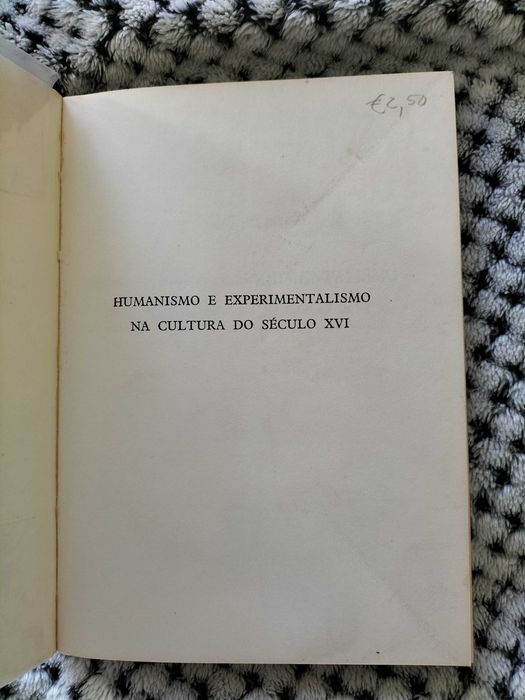 €2,50
HUMANISMO E EXPERIMENTALISMO
NA CULTURA DO SÉCULO XVI